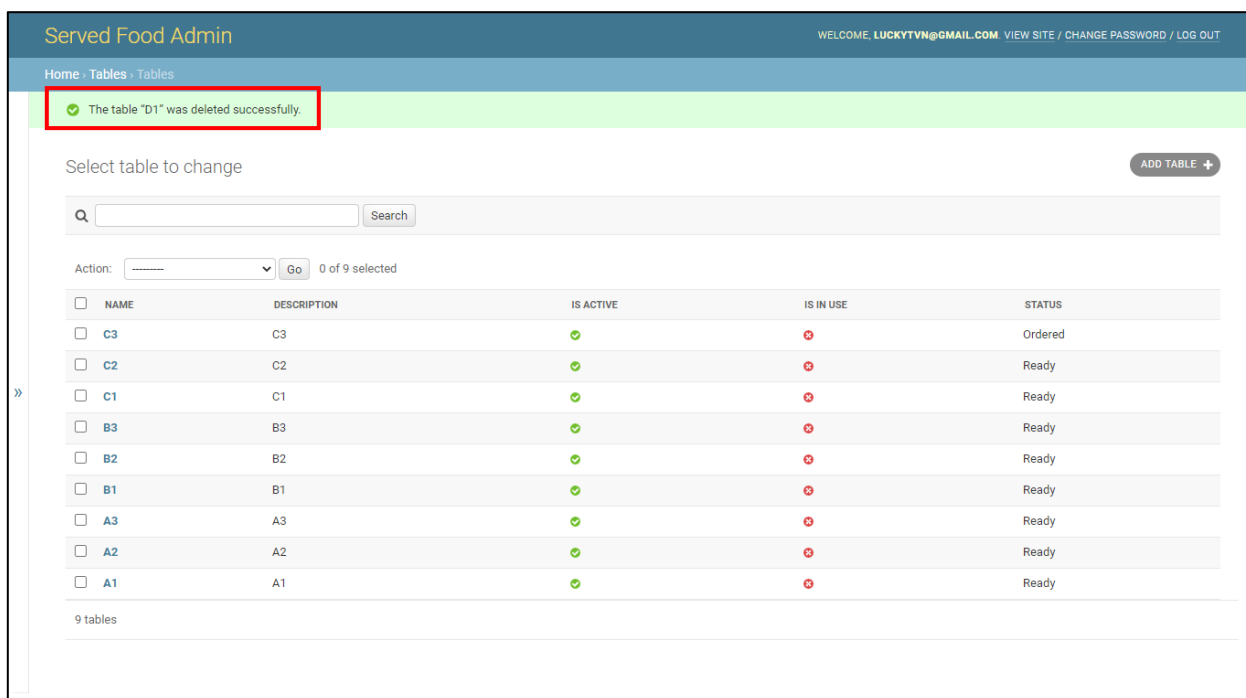 Served Food Admin
WELCOME, LUCKYTVN@GMAIL.COM. VIEW SITE / CHANGE PASSWORD / LOG OUT
Home › Tables › Tables
The table “D1” was deleted successfully.
Select table to change
ADD TABLE +
Search
Action: --------- Go 0 of 9 selected
NAME DESCRIPTION IS ACTIVE IS IN USE STATUS
C3 C3 Ordered
C2 C2 Ready
»
C1 C1 Ready
B3 B3 Ready
B2 B2 Ready
B1 B1 Ready
A3 A3 Ready
A2 A2 Ready
A1 A1 Ready
9 tables